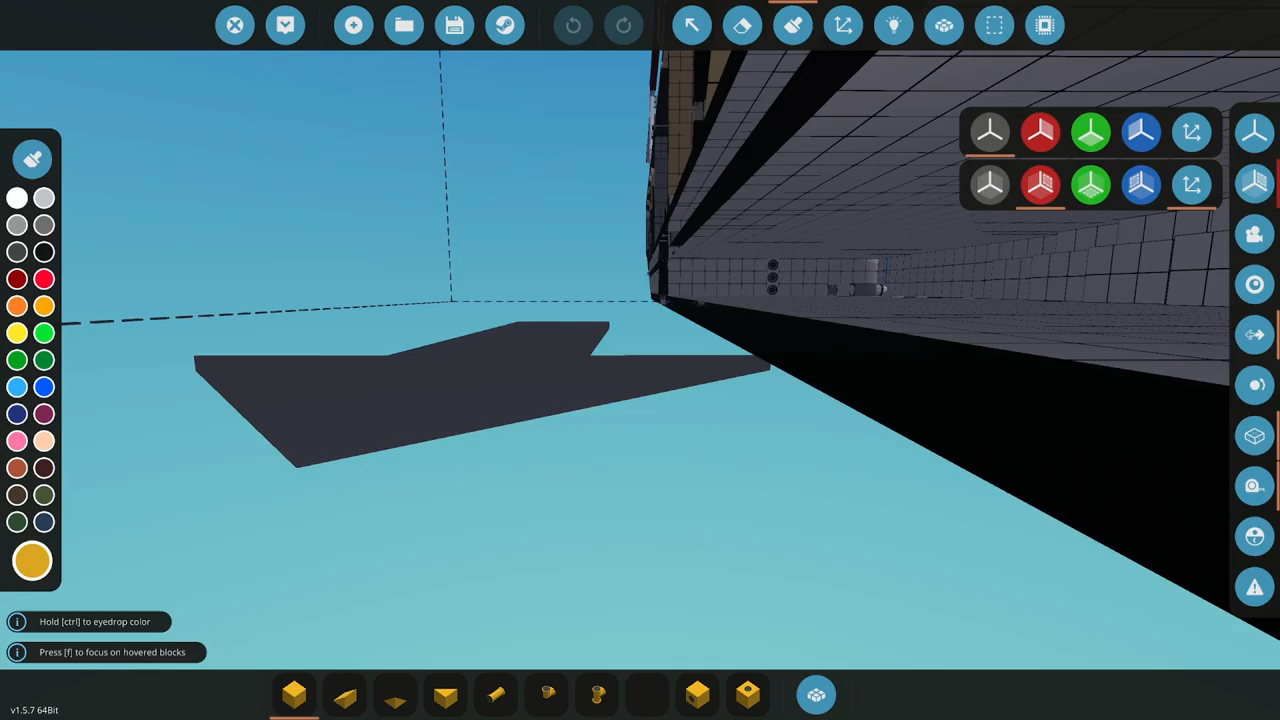 Hold [ctrl] to eyedrop color
Press [f] to focus on hovered blocks
v1.5.7 64Bit